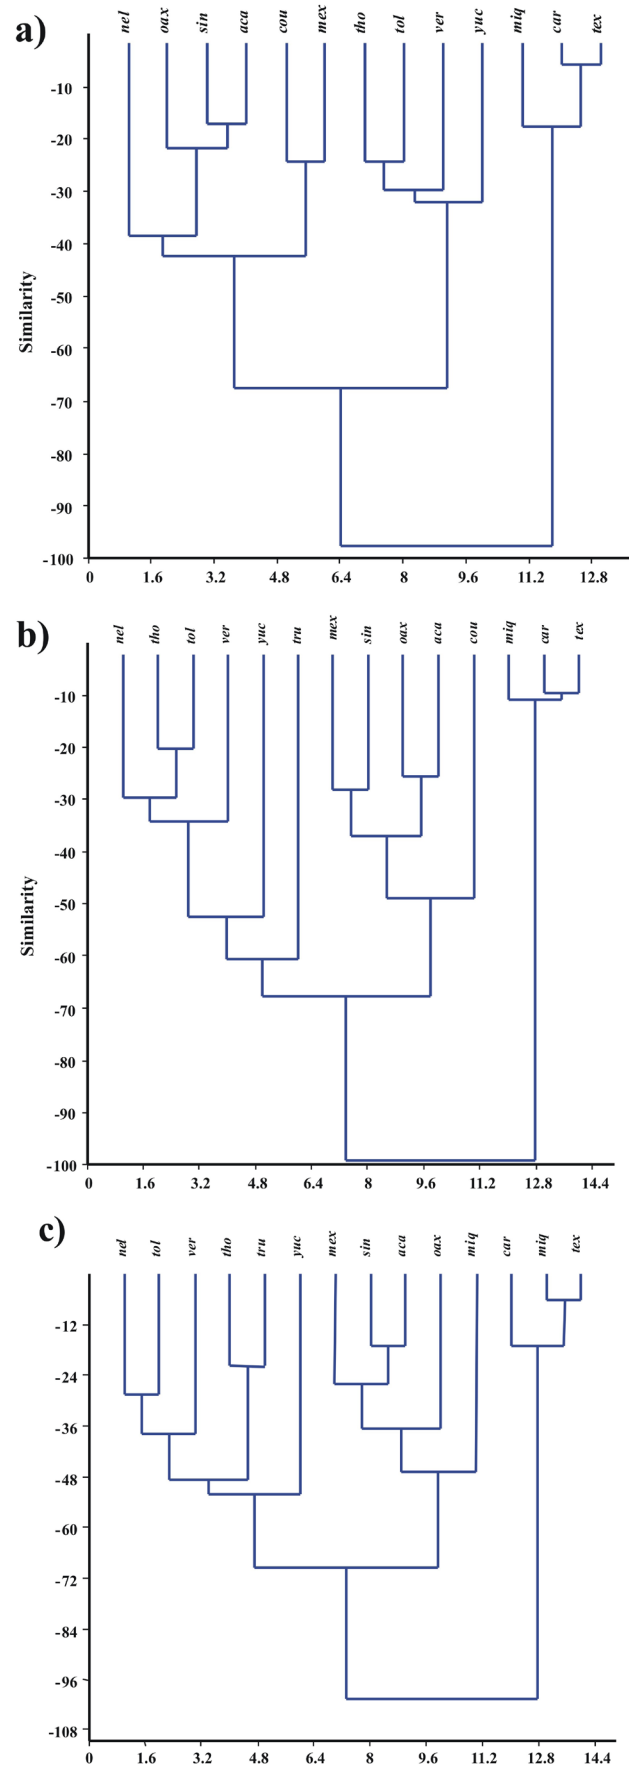 a)
nel oax sin aca cou mex tho tol ver yuc miq car tex
-10
-20
-30
-40
-50
-60
-70
-80
-90
-100
Similarity
0 1.6 3.2 4.8 6.4 8 9.6 11.2 12.8
b)
nel tho tol ver yuc tru mex sin oax aca cou miq car tex
-10
-20
-30
-40
-50
-60
-70
-80
-90
-100
Similarity
0 1.6 3.2 4.8 6.4 8 9.6 11.2 12.8 14.4
c)
nel tol ver tho tru yuc mex sin aca oax miq car miq tex
-12
-24
-36
-48
-60
-72
-84
-96
-108
0 1.6 3.2 4.8 6.4 8 9.6 11.2 12.8 14.4